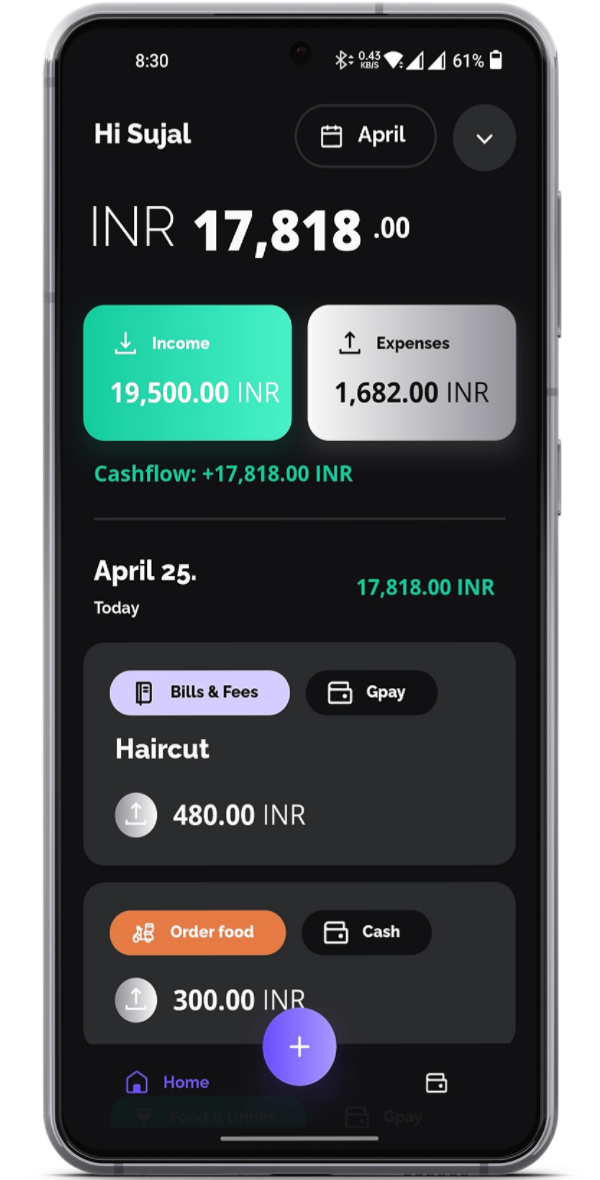 8:30 0.43 KB/S 61%
Hi Sujal April
INR 17,818 .00
Income Expenses
19,500.00 INR 1,682.00 INR
Cashflow: +17,818.00 INR
April 25. 17,818.00 INR
Today
Bills & Fees Gpay
Haircut
480.00 INR
Order food Cash
300.00 INR
+
Home
Food & Drinks Gpay